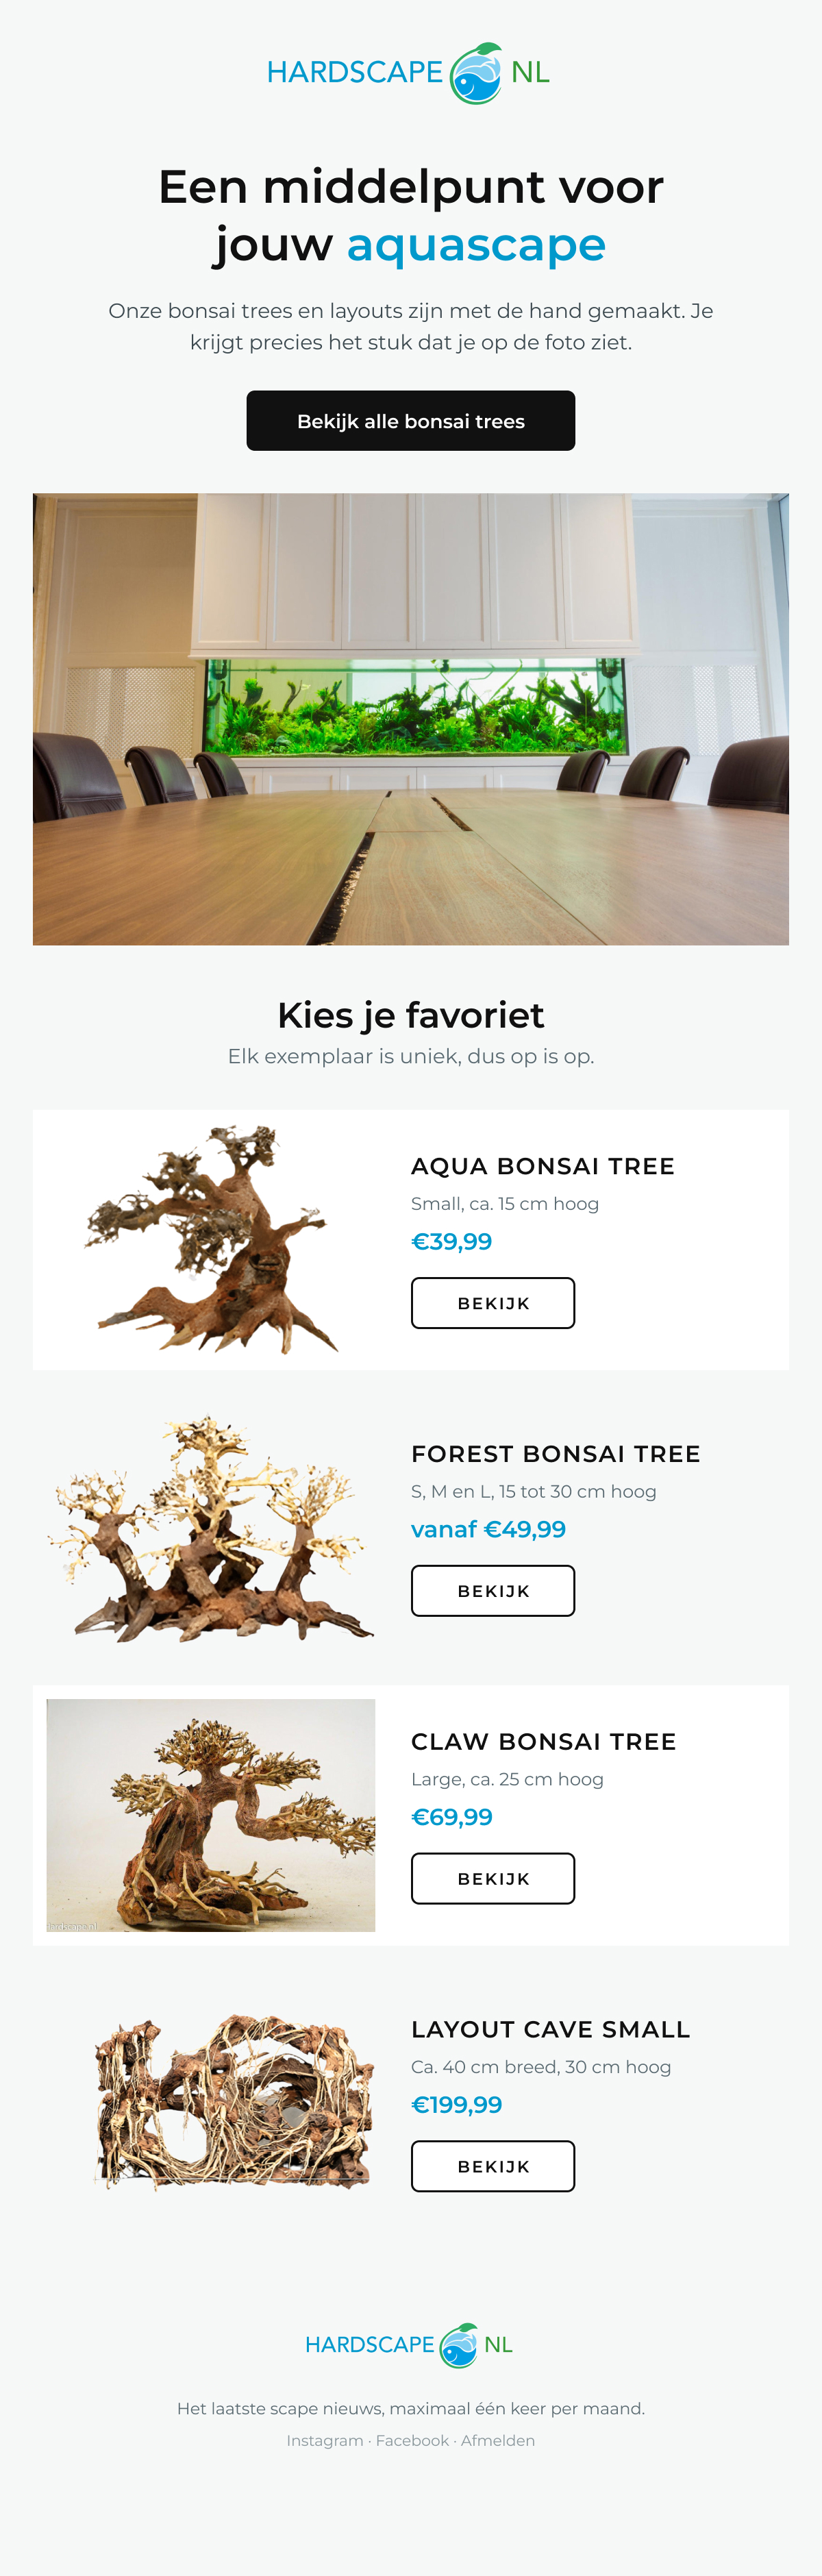 HARDSCAPE NL
Een middelpunt voor
jouw aquascape
Onze bonsai trees en layouts zijn met de hand gemaakt. Je
krijgt precies het stuk dat je op de foto ziet.
Bekijk alle bonsai trees
Kies je favoriet
Elk exemplaar is uniek, dus op is op.
AQUA BONSAI TREE
Small, ca. 15 cm hoog
€39,99
BEKIJK
FOREST BONSAI TREE
S, M en L, 15 tot 30 cm hoog
vanaf €49,99
BEKIJK
CLAW BONSAI TREE
Large, ca. 25 cm hoog
€69,99
BEKIJK
hardscape.nl
LAYOUT CAVE SMALL
Ca. 40 cm breed, 30 cm hoog
€199,99
BEKIJK
HARDSCAPE NL
Het laatste scape nieuws, maximaal één keer per maand.
Instagram · Facebook · Afmelden